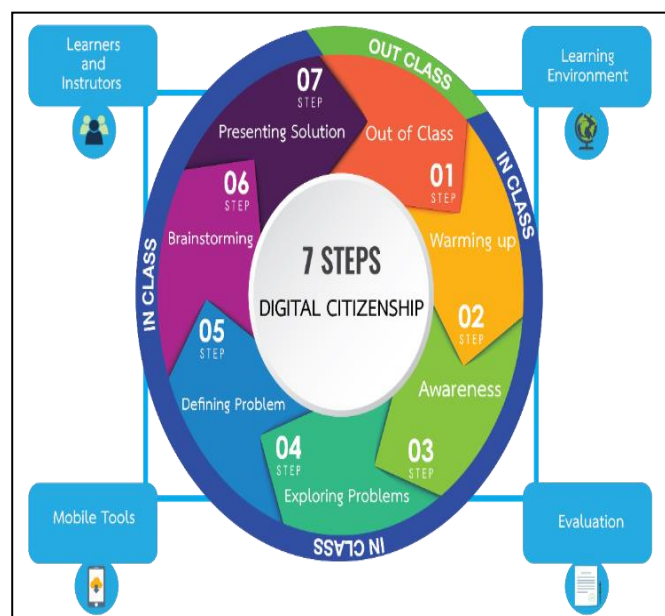 Learners
and
Instrutors
Learning
Environment
OUT CLASS
IN CLASS
IN CLASS
IN CLASS
7 STEPS
DIGITAL CITIZENSHIP
Out of Class
01
STEP
Warming up
02
STEP
Awareness
03
STEP
Exploring Problems
04
STEP
Defining Problem
05
STEP
Brainstorming
06
STEP
Presenting Solution
07
STEP
Mobile Tools
Evaluation